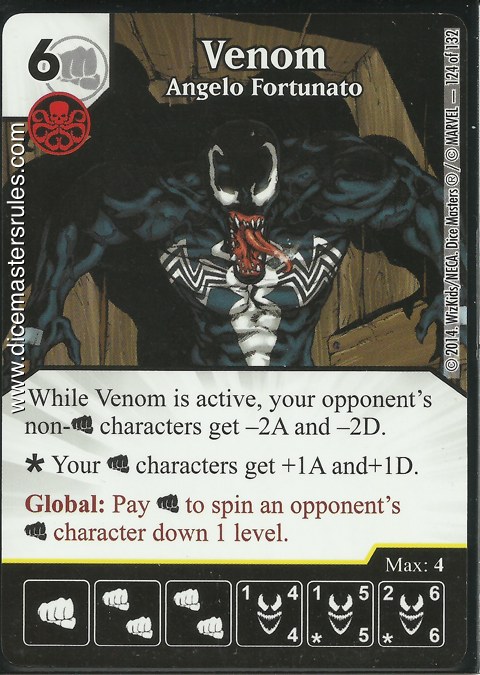 6
Venom
Angelo Fortunato
www.dicemastersrules.com
© 2014. WizKids/NECA. Dice Masters ® / © MARVEL — 124 of 132
While Venom is active, your opponent's
non- characters get –2A and –2D.
* Your characters get +1A and+1D.
Global: Pay to spin an opponent's
character down 1 level.
Max: 4
1 4 4
1 5 * 5
2 6 * 6